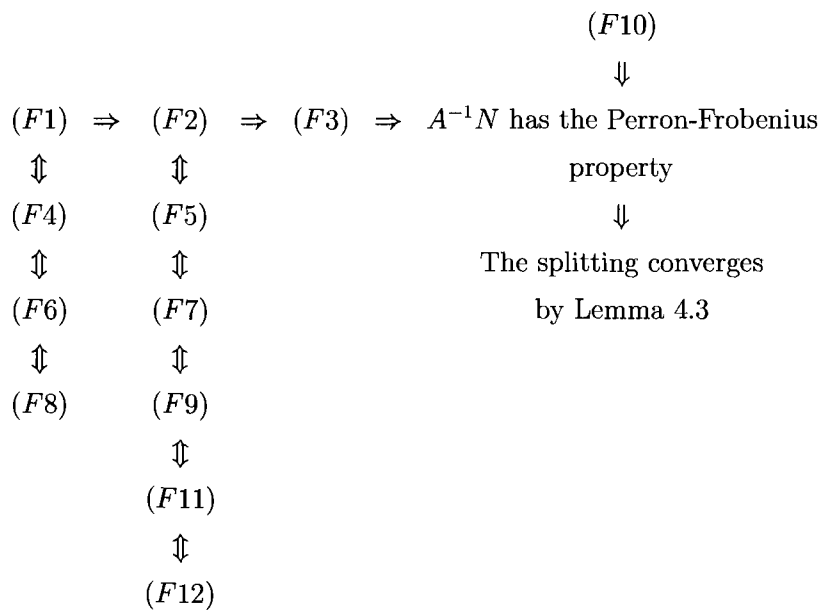 (F10)
⇓
(F1) ⇒ (F2) ⇒ (F3) ⇒ A⁻¹N has the Perron-Frobenius
⇕ ⇕ property
(F4) (F5) ⇓
⇕ ⇕ The splitting converges
(F6) (F7) by Lemma 4.3
⇕ ⇕
(F8) (F9)
⇕
(F11)
⇕
(F12)